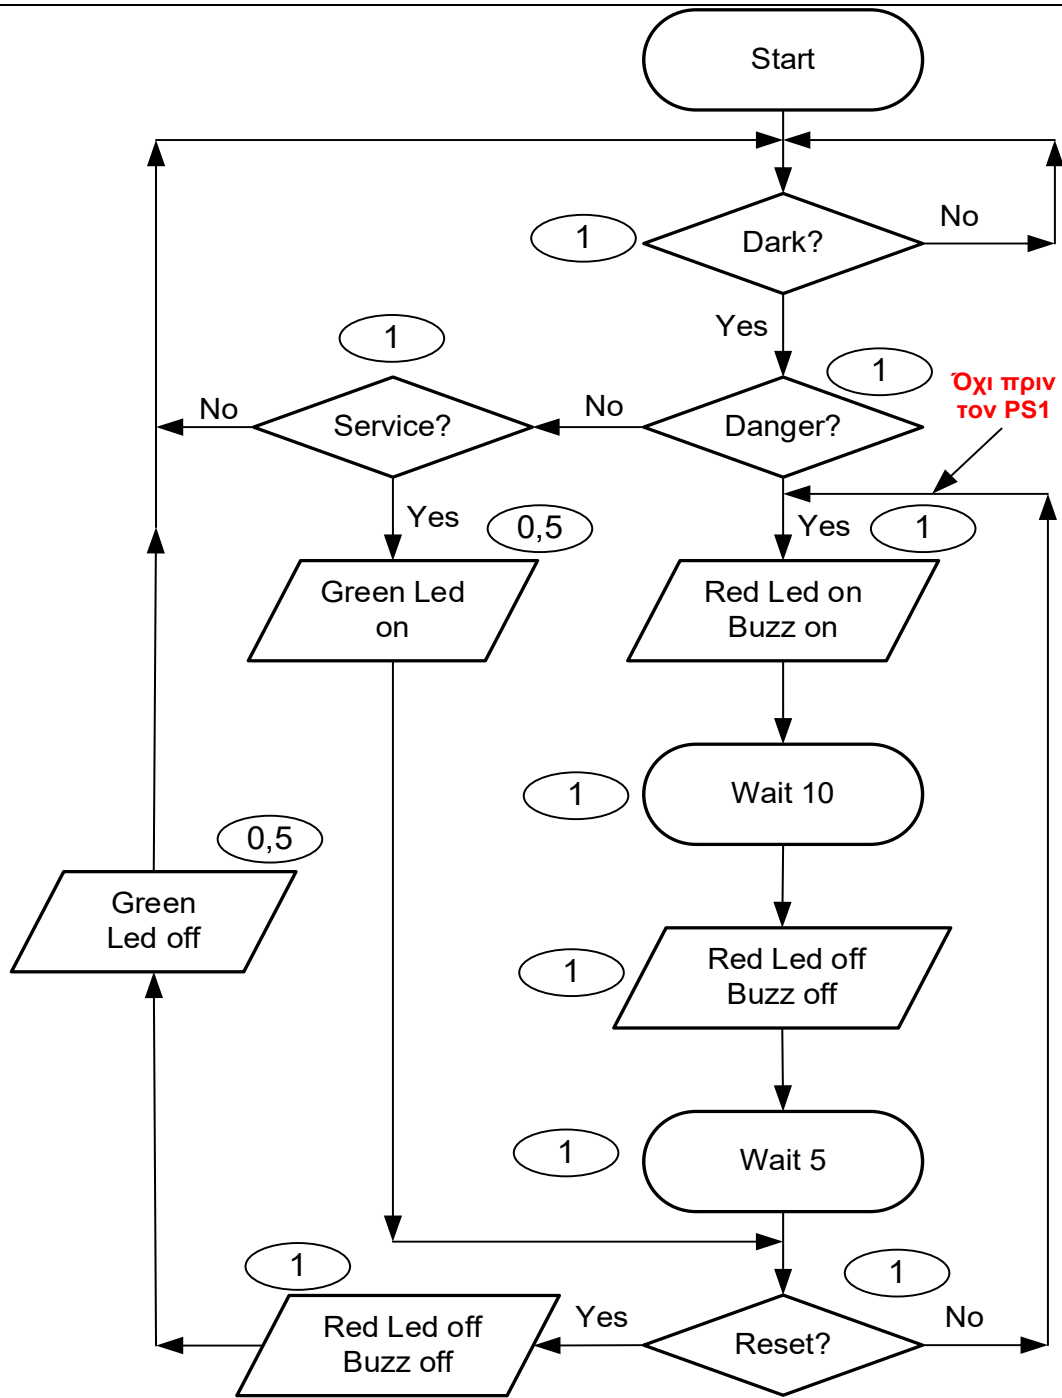 Start
1
Dark?
No
Yes
1
1
Όχι πριν
τον PS1
No
Service?
No
Danger?
Yes
0,5
Yes
1
Green Led
on
Red Led on
Buzz on
1
Wait 10
0,5
Green
Led off
1
Red Led off
Buzz off
1
Wait 5
1
1
Red Led off
Buzz off
Yes
Reset?
No